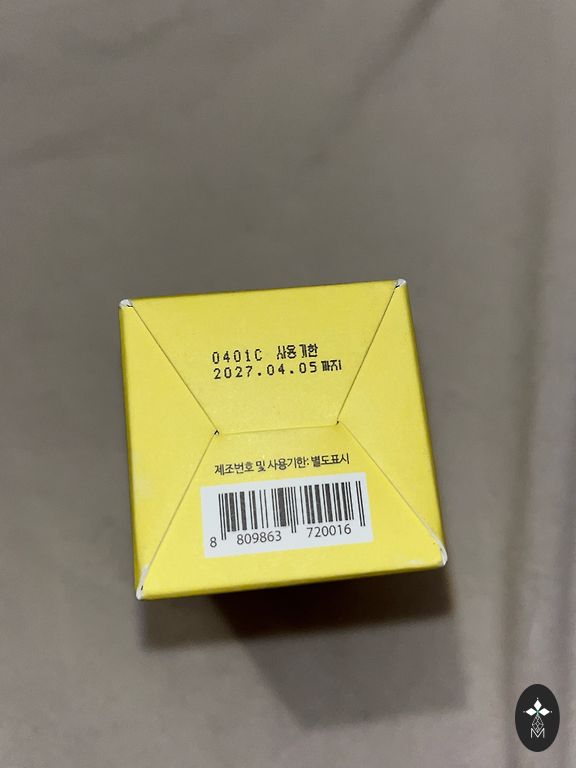 0401C 사용기한
2027.04.05까지
제조번호 및 사용기한: 별도표시
8 809863 720016
M